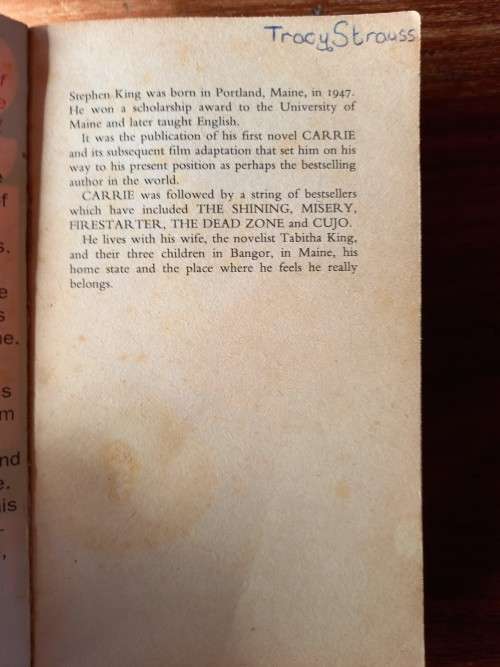 Tracy Strauss
Stephen King was born in Portland, Maine, in 1947.
He won a scholarship award to the University of
Maine and later taught English.
It was the publication of his first novel CARRIE
and its subsequent film adaptation that set him on his
way to his present position as perhaps the bestselling
author in the world.
CARRIE was followed by a string of bestsellers
which have included THE SHINING, MISERY,
FIRESTARTER, THE DEAD ZONE and CUJO.
He lives with his wife, the novelist Tabitha King,
and their three children in Bangor, in Maine, his
home state and the place where he feels he really
belongs.